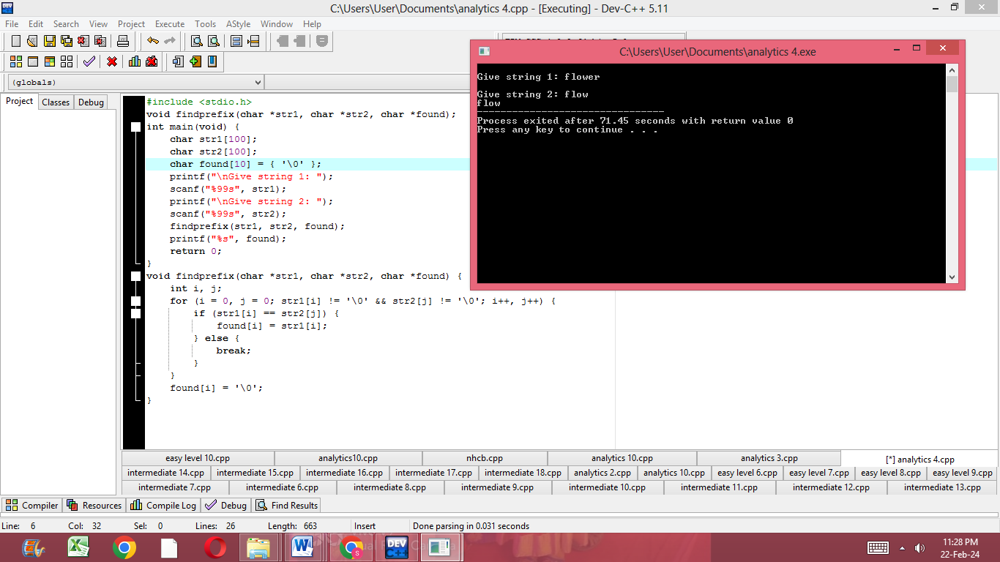 C:\Users\User\Documents\analytics 4.cpp - [Executing] - Dev-C++ 5.11
File Edit Search View Project Execute Tools AStyle Window Help
(globals)
Project Classes Debug
#include <stdio.h>
void findprefix(char *str1, char *str2, char *found);
int main(void) {
    char str1[100];
    char str2[100];
    char found[10] = { '\0' };
    printf("\nGive string 1: ");
    scanf("%99s", str1);
    printf("\nGive string 2: ");
    scanf("%99s", str2);
    findprefix(str1, str2, found);
    printf("%s", found);
    return 0;
}
void findprefix(char *str1, char *str2, char *found) {
    int i, j;
    for (i = 0, j = 0; str1[i] != '\0' && str2[j] != '\0'; i++, j++) {
        if (str1[i] == str2[j]) {
            found[i] = str1[i];
        } else {
            break;
        }
    }
    found[i] = '\0';
}
C:\Users\User\Documents\analytics 4.exe
Give string 1: flower
Give string 2: flow
flow
--------------------------------
Process exited after 71.45 seconds with return value 0
Press any key to continue . . .
easy level 10.cpp analytics10.cpp nhcb.cpp analytics 10.cpp analytics 3.cpp [*] analytics 4.cpp
intermediate 14.cpp intermediate 15.cpp intermediate 16.cpp intermediate 17.cpp intermediate 18.cpp analytics 2.cpp analytics 10.cpp easy level 6.cpp easy level 7.cpp easy level 8.cpp easy level 9.cpp
intermediate 7.cpp intermediate 6.cpp intermediate 8.cpp intermediate 9.cpp intermediate 10.cpp intermediate 11.cpp intermediate 12.cpp intermediate 13.cpp
Compiler Resources Compile Log Debug Find Results
Line: 6 Col: 32 Sel: 0 Lines: 26 Length: 663 Insert Done parsing in 0.031 seconds
DEV C++
11:28 PM
22-Feb-24